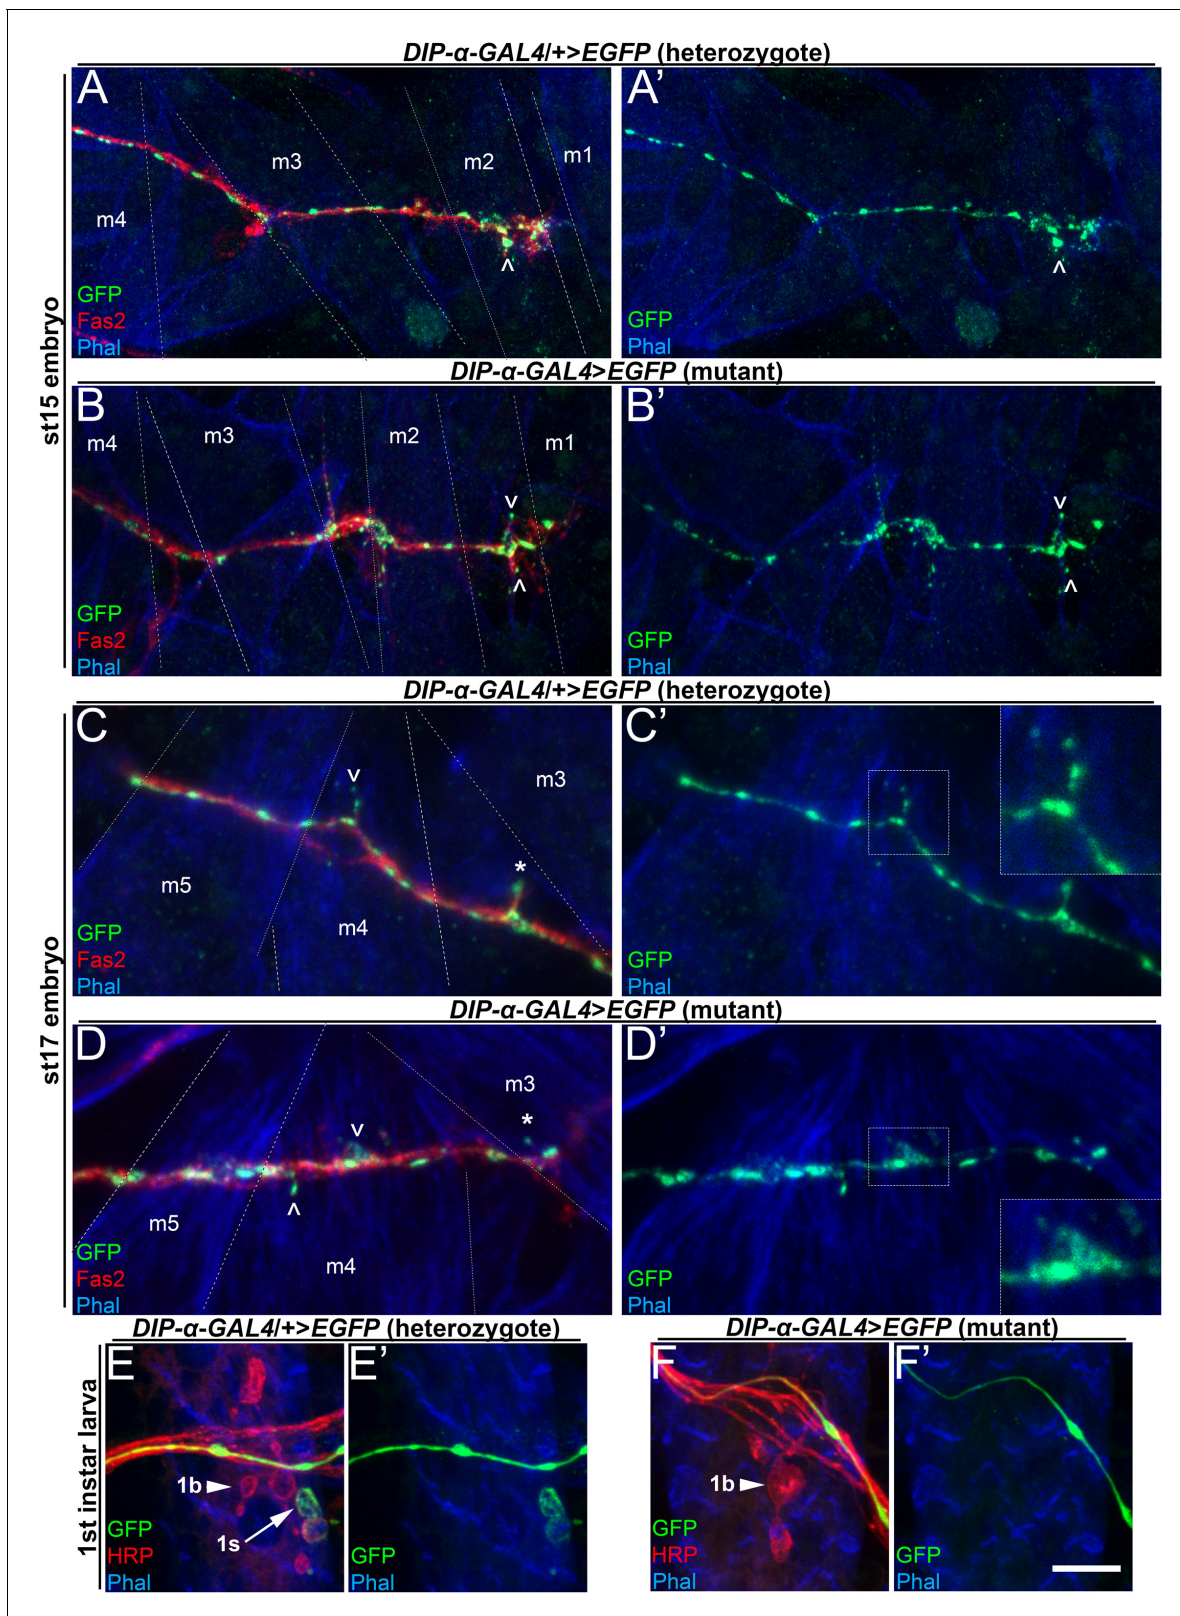 DIP-α-GAL4/+>EGFP (heterozygote)
st15 embryo
A
m4
m3
m2
m1
^
GFP
Fas2
Phal
A’
^
GFP
Phal
DIP-α-GAL4>EGFP (mutant)
B
m4
m3
m2
m1
v
^
GFP
Fas2
Phal
B’
v
^
GFP
Phal
DIP-α-GAL4/+>EGFP (heterozygote)
st17 embryo
C
v
m3
*
m5
m4
GFP
Fas2
Phal
C’
GFP
Phal
DIP-α-GAL4>EGFP (mutant)
D
m3
*
v
^
m5
m4
GFP
Fas2
Phal
D’
GFP
Phal
DIP-α-GAL4/+>EGFP (heterozygote)
1st instar larva
E
1b
1s
GFP
HRP
Phal
E’
GFP
Phal
DIP-α-GAL4>EGFP (mutant)
F
1b
GFP
HRP
Phal
F’
GFP
Phal